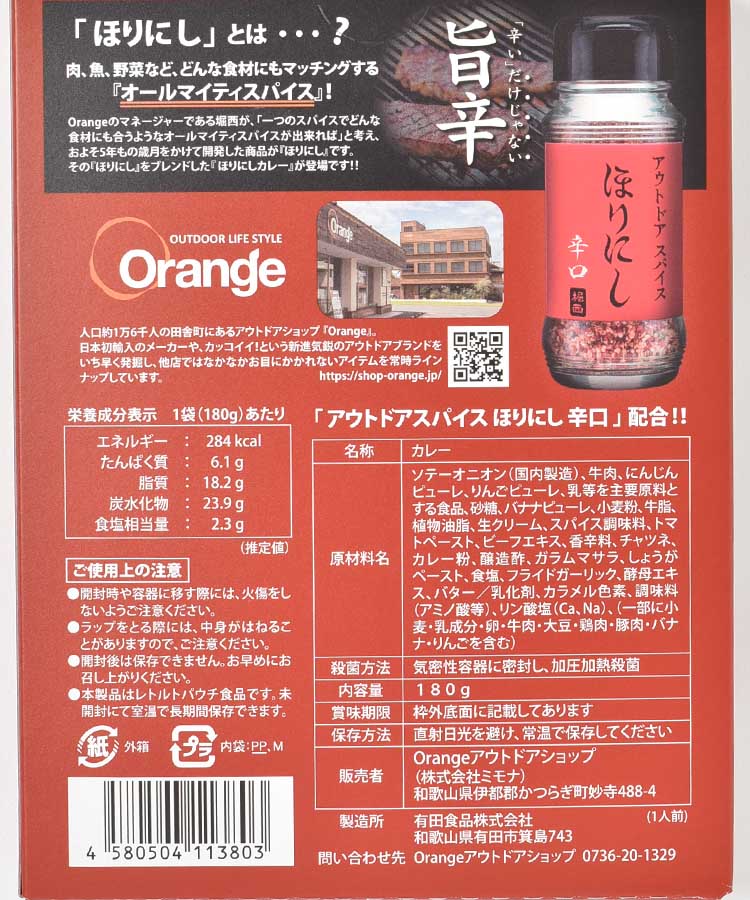 「ほりにし」とは・・・?
肉、魚、野菜など、どんな食材にもマッチングする
『オールマイティスパイス』!
Orangeのマネージャーである堀西が、「一つのスパイスでどんな
食材にも合うようなオールマイティスパイスが出来れば」と考え、
およそ5年もの歳月をかけて開発した商品が『ほりにし』です。
その『ほりにし』をブレンドした『ほりにしカレー』が登場です!!
「辛い」だけじゃない
旨辛
アウトドア スパイス
ほりにし
辛口
堀西
OUTDOOR LIFE STYLE
Orange
Orange
人口約1万6千人の田舎町にあるアウトドアショップ『Orange』。
日本初輸入のメーカーや、カッコイイ!という新進気鋭のアウトドアブランドを
いち早く発掘し、他店ではなかなかお目にかかれないアイテムを常時ライン
ナップしています。
https://shop-orange.jp/
栄養成分表示 1袋(180g)あたり
エネルギー : 284 kcal
たんぱく質 : 6.1 g
脂質 : 18.2 g
炭水化物 : 23.9 g
食塩相当量 : 2.3 g
(推定値)
ご使用上の注意
●開封時や容器に移す際には、火傷をし
ないようご注意ください。
●ラップをとる際には、中身がはねるこ
とがありますので、ご注意ください。
●開封後は保存できません。お早めにお
召し上がりください。
●本製品はレトルトパウチ食品です。未
開封にて室温で長期間保存できます。
紙 外箱
プラ 内袋:PP、M
4 580504 113803
「アウトドアスパイス ほりにし 辛口」配合!!
名称 カレー
原材料名
ソテーオニオン(国内製造)、牛肉、にんじん
ピューレ、りんごピューレ、乳等を主要原料と
する食品、砂糖、バナナピューレ、小麦粉、牛脂、
植物油脂、生クリーム、スパイス調味料、トマ
トペースト、ビーフエキス、香辛料、チャツネ、
カレー粉、醸造酢、ガラムマサラ、しょうが
ペースト、食塩、フライドガーリック、酵母エキ
ス、バター/乳化剤、カラメル色素、調味料
(アミノ酸等)、リン酸塩(Ca、Na)、(一部に小
麦・乳成分・卵・牛肉・大豆・鶏肉・豚肉・バナ
ナ・りんごを含む)
殺菌方法 気密性容器に密封し、加圧加熱殺菌
内容量 180g
賞味期限 枠外底面に記載してあります
保存方法 直射日光を避け、常温で保存してください
販売者
Orangeアウトドアショップ
(株式会社ミモナ)
和歌山県伊都郡かつらぎ町妙寺488-4
製造所 有田食品株式会社 (1人前)
和歌山県有田市箕島743
問い合わせ先 Orangeアウトドアショップ 0736-20-1329